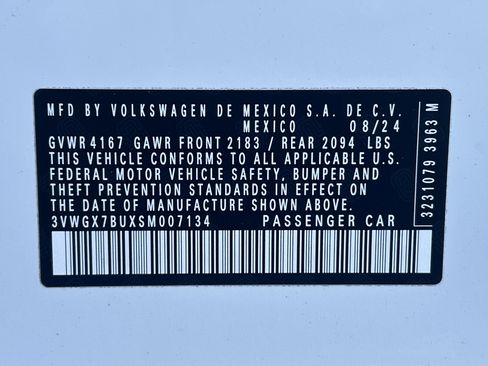 MFD BY VOLKSWAGEN DE MEXICO S.A. DE C.V.
MEXICO 08/24
GVWR 4167 GAWR FRONT 2183 / REAR 2094 LBS
THIS VEHICLE CONFORMS TO ALL APPLICABLE U.S.
FEDERAL MOTOR VEHICLE SAFETY, BUMPER AND
THEFT PREVENTION STANDARDS IN EFFECT ON
THE DATE OF MANUFACTURE SHOWN ABOVE.
3VWGX7BUXSM007134 PASSENGER CAR
3231079 3963 M